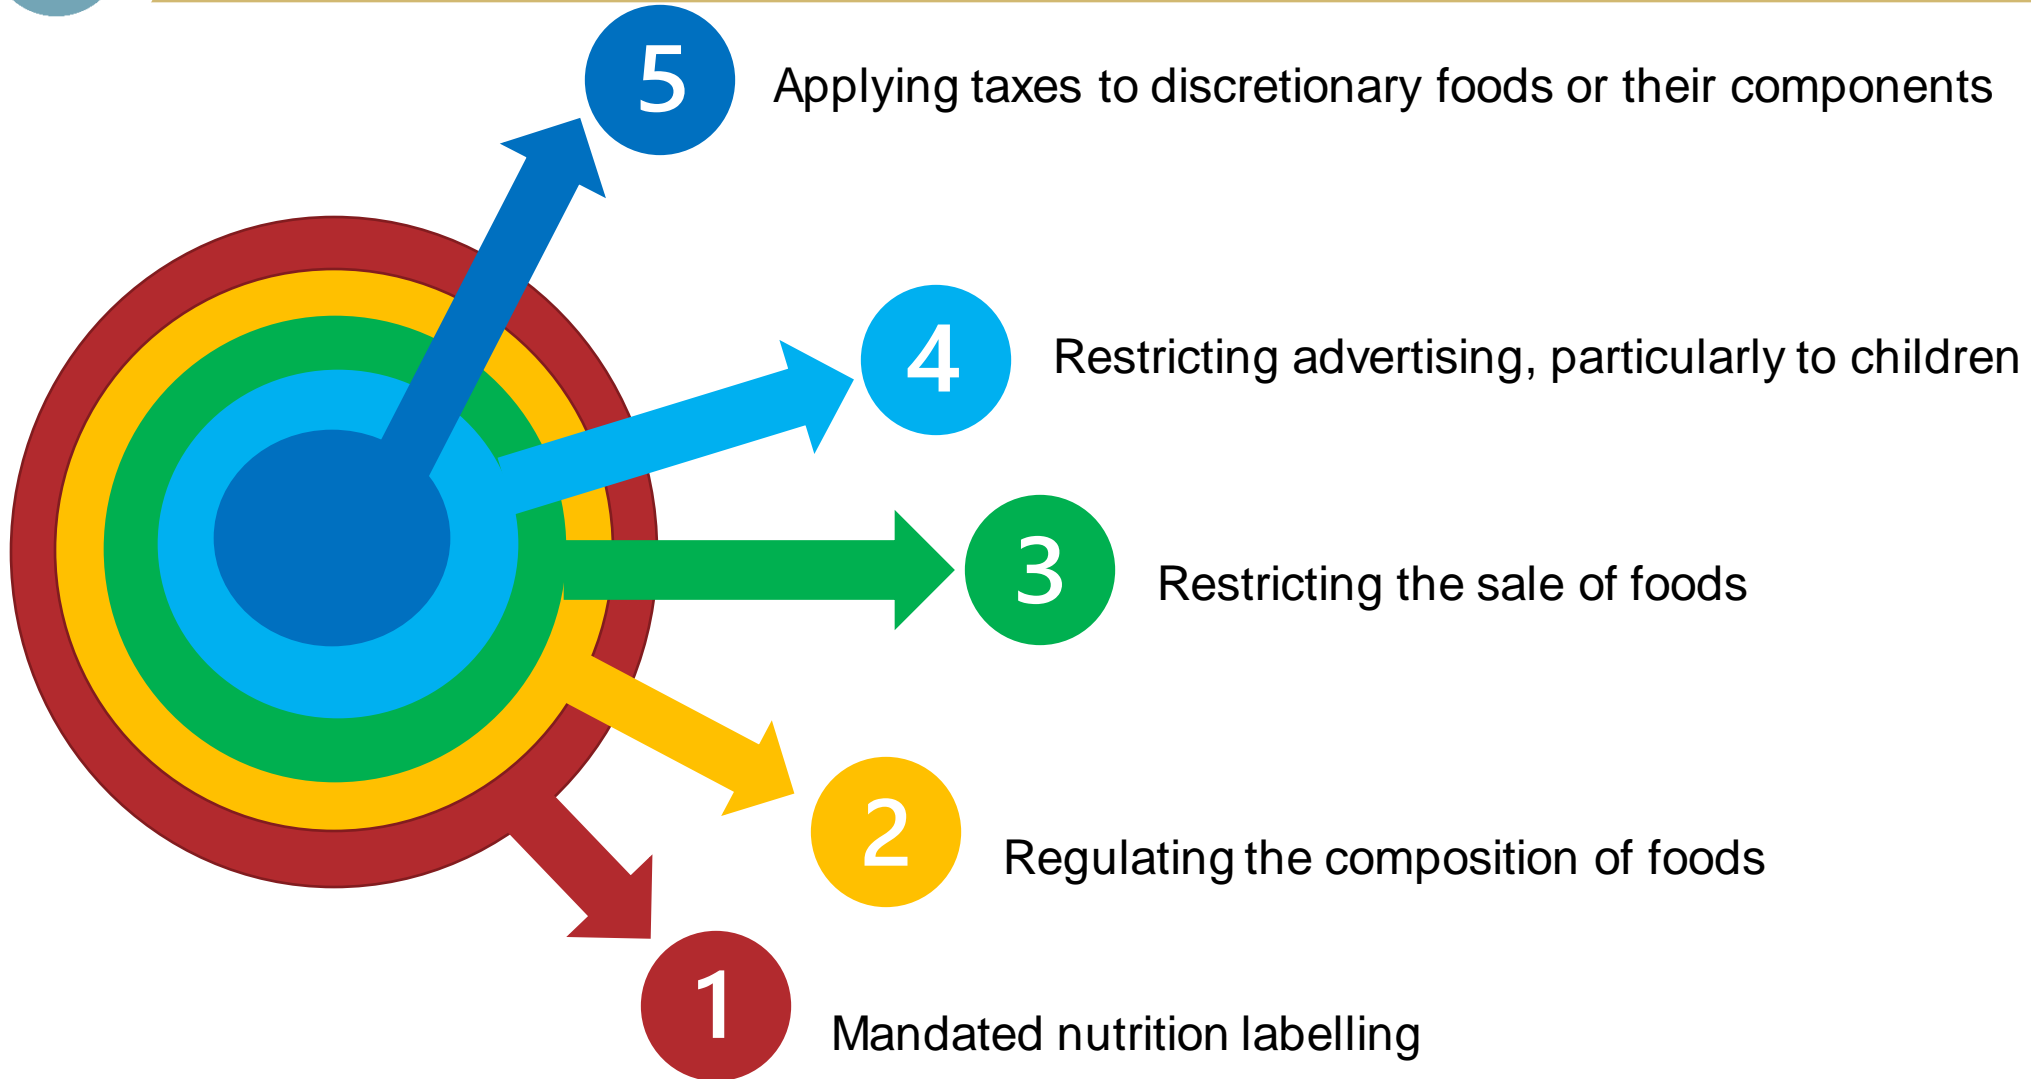 5 Applying taxes to discretionary foods or their components
4 Restricting advertising, particularly to children
3 Restricting the sale of foods
2 Regulating the composition of foods
1 Mandated nutrition labelling